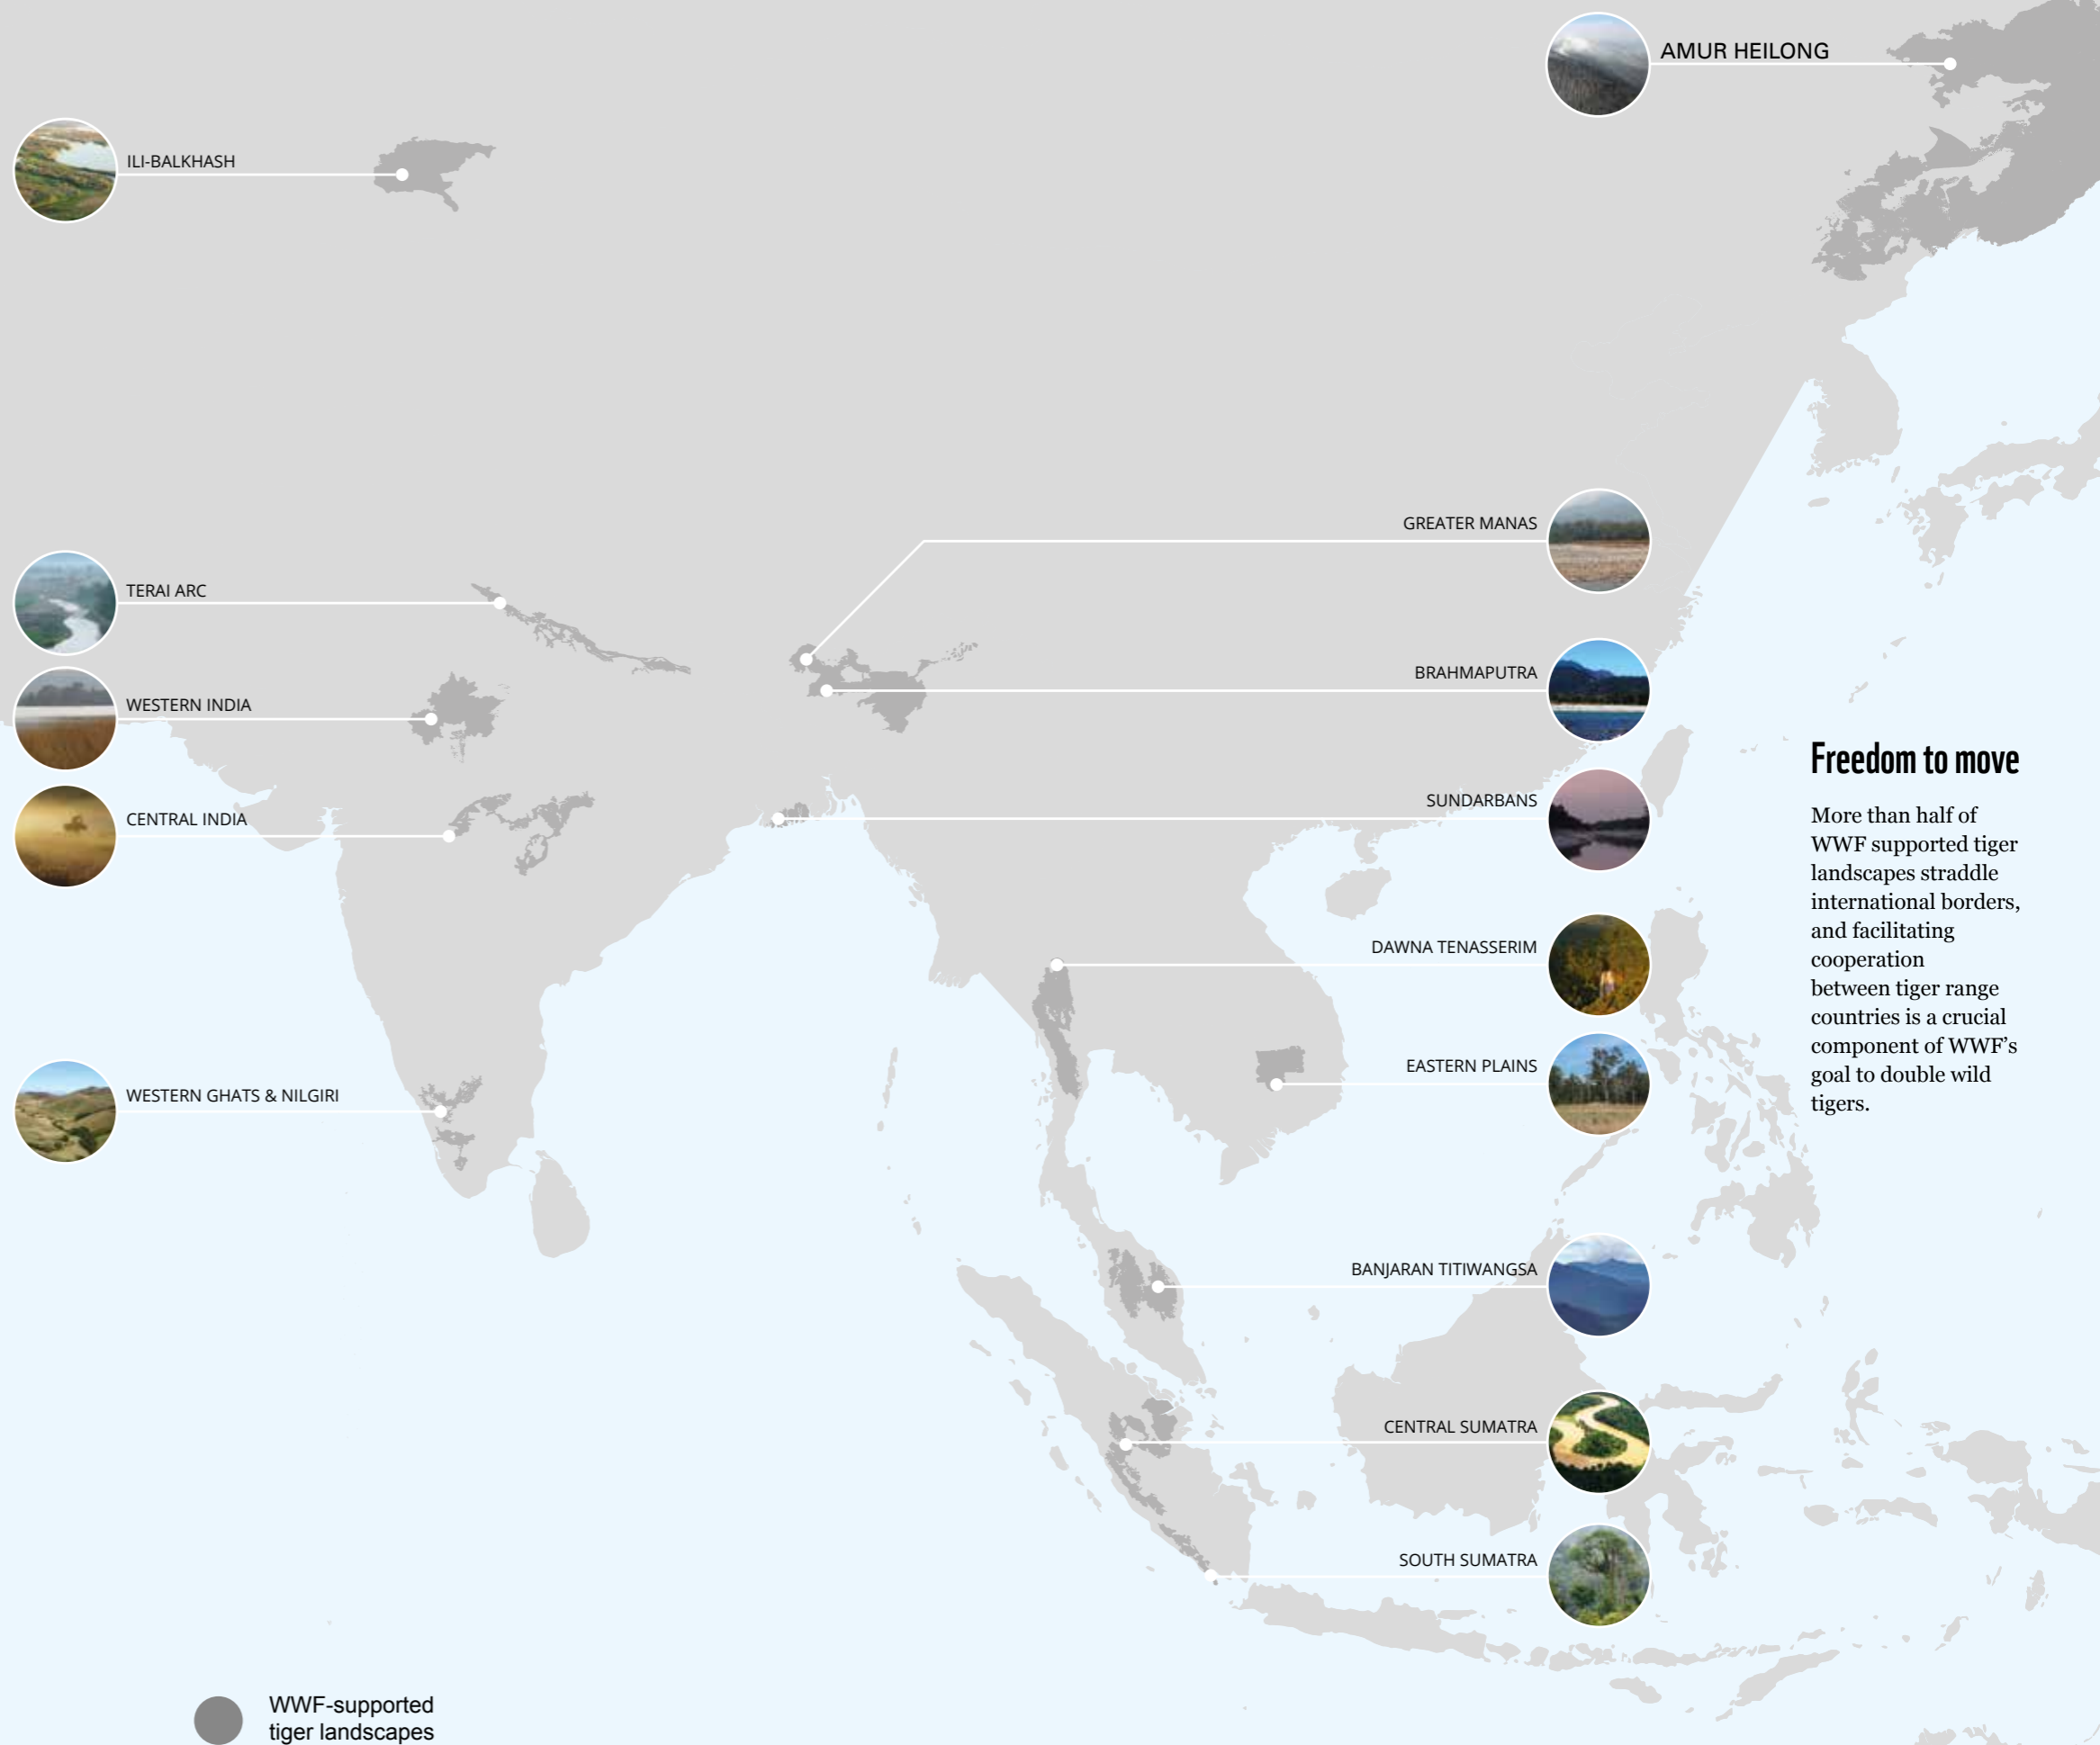 AMUR HEILONG
ILI-BALKHASH
GREATER MANAS
TERAI ARC
BRAHMAPUTRA
WESTERN INDIA
SUNDARBANS
CENTRAL INDIA
DAWNA TENASSERIM
EASTERN PLAINS
WESTERN GHATS & NILGIRI
BANJARAN TITIWANGSA
CENTRAL SUMATRA
SOUTH SUMATRA
Freedom to move
More than half of
WWF supported tiger
landscapes straddle
international borders,
and facilitating
cooperation
between tiger range
countries is a crucial
component of WWF’s
goal to double wild
tigers.
WWF-supported
tiger landscapes